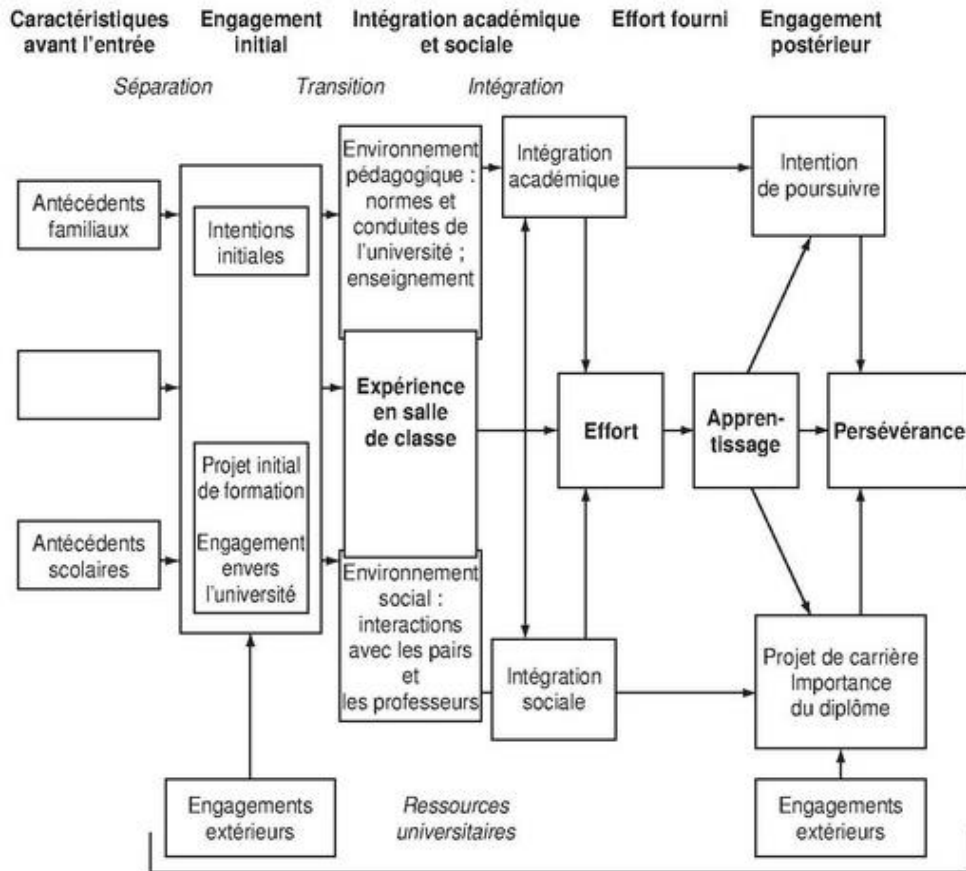 Caractéristiques
avant l'entrée
Engagement
initial
Intégration académique
et sociale
Effort fourni
Engagement
postérieur
Séparation
Transition
Intégration
Antécédents
familiaux
Antécédents
scolaires
Intentions
initiales
Projet initial
de formation
Engagement
envers
l'université
Environnement
pédagogique :
normes et
conduites de
l'université ;
enseignement
Expérience
en salle
de classe
Environnement
social :
interactions
avec les pairs
et
les professeurs
Intégration
académique
Intégration
sociale
Effort
Appren-
tissage
Intention
de poursuivre
Persévérance
Projet de carrière
Importance
du diplôme
Engagements
extérieurs
Ressources
universitaires
Engagements
extérieurs